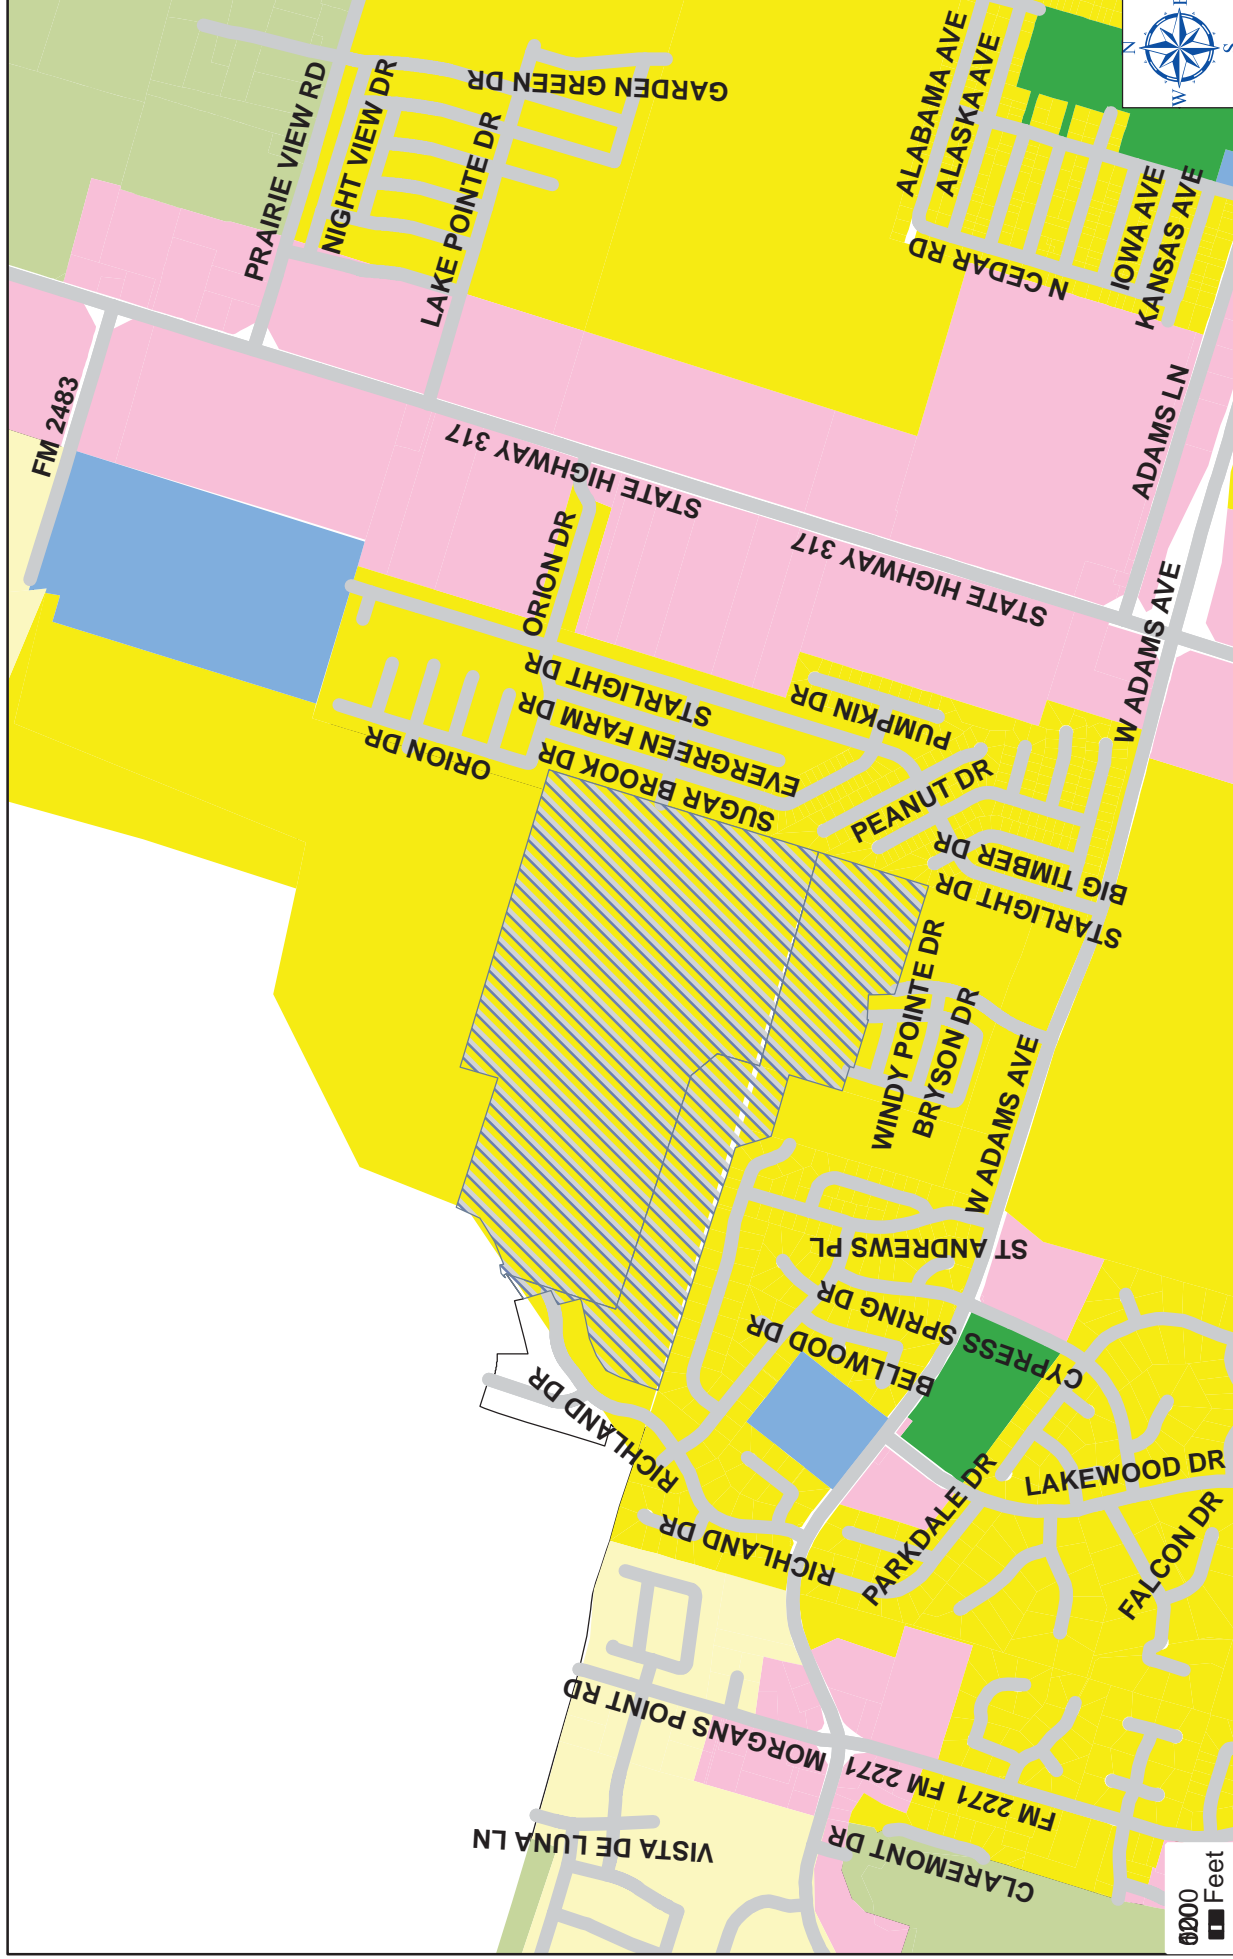 FM 2483
PRAIRIE VIEW RD
NIGHT VIEW DR
LAKE POINTE DR
GARDEN GREEN DR
ALABAMA AVE
ALASKA AVE
N CEDAR RD
IOWA AVE
KANSAS AVE
ADAMS LN
STATE HIGHWAY 317
STATE HIGHWAY 317
ORION DR
STARLIGHT DR
EVERGREEN FARM DR
SUGAR BROOK DR
ORION DR
PUMPKIN DR
PEANUT DR
BIG TIMBER DR
STARLIGHT DR
W ADAMS AVE
WINDY POINTE DR
BRYSON DR
W ADAMS AVE
ST ANDREWS PL
CYPRESS SPRING DR
BELLWOOD DR
RICHLAND DR
RICHLAND DR
PARKDALE DR
LAKEWOOD DR
FALCON DR
MORGANS POINT RD
FM 2271
FM 2271
VISTA DE LUNA LN
CLAREMONT DR
Feet
N
E
S
W